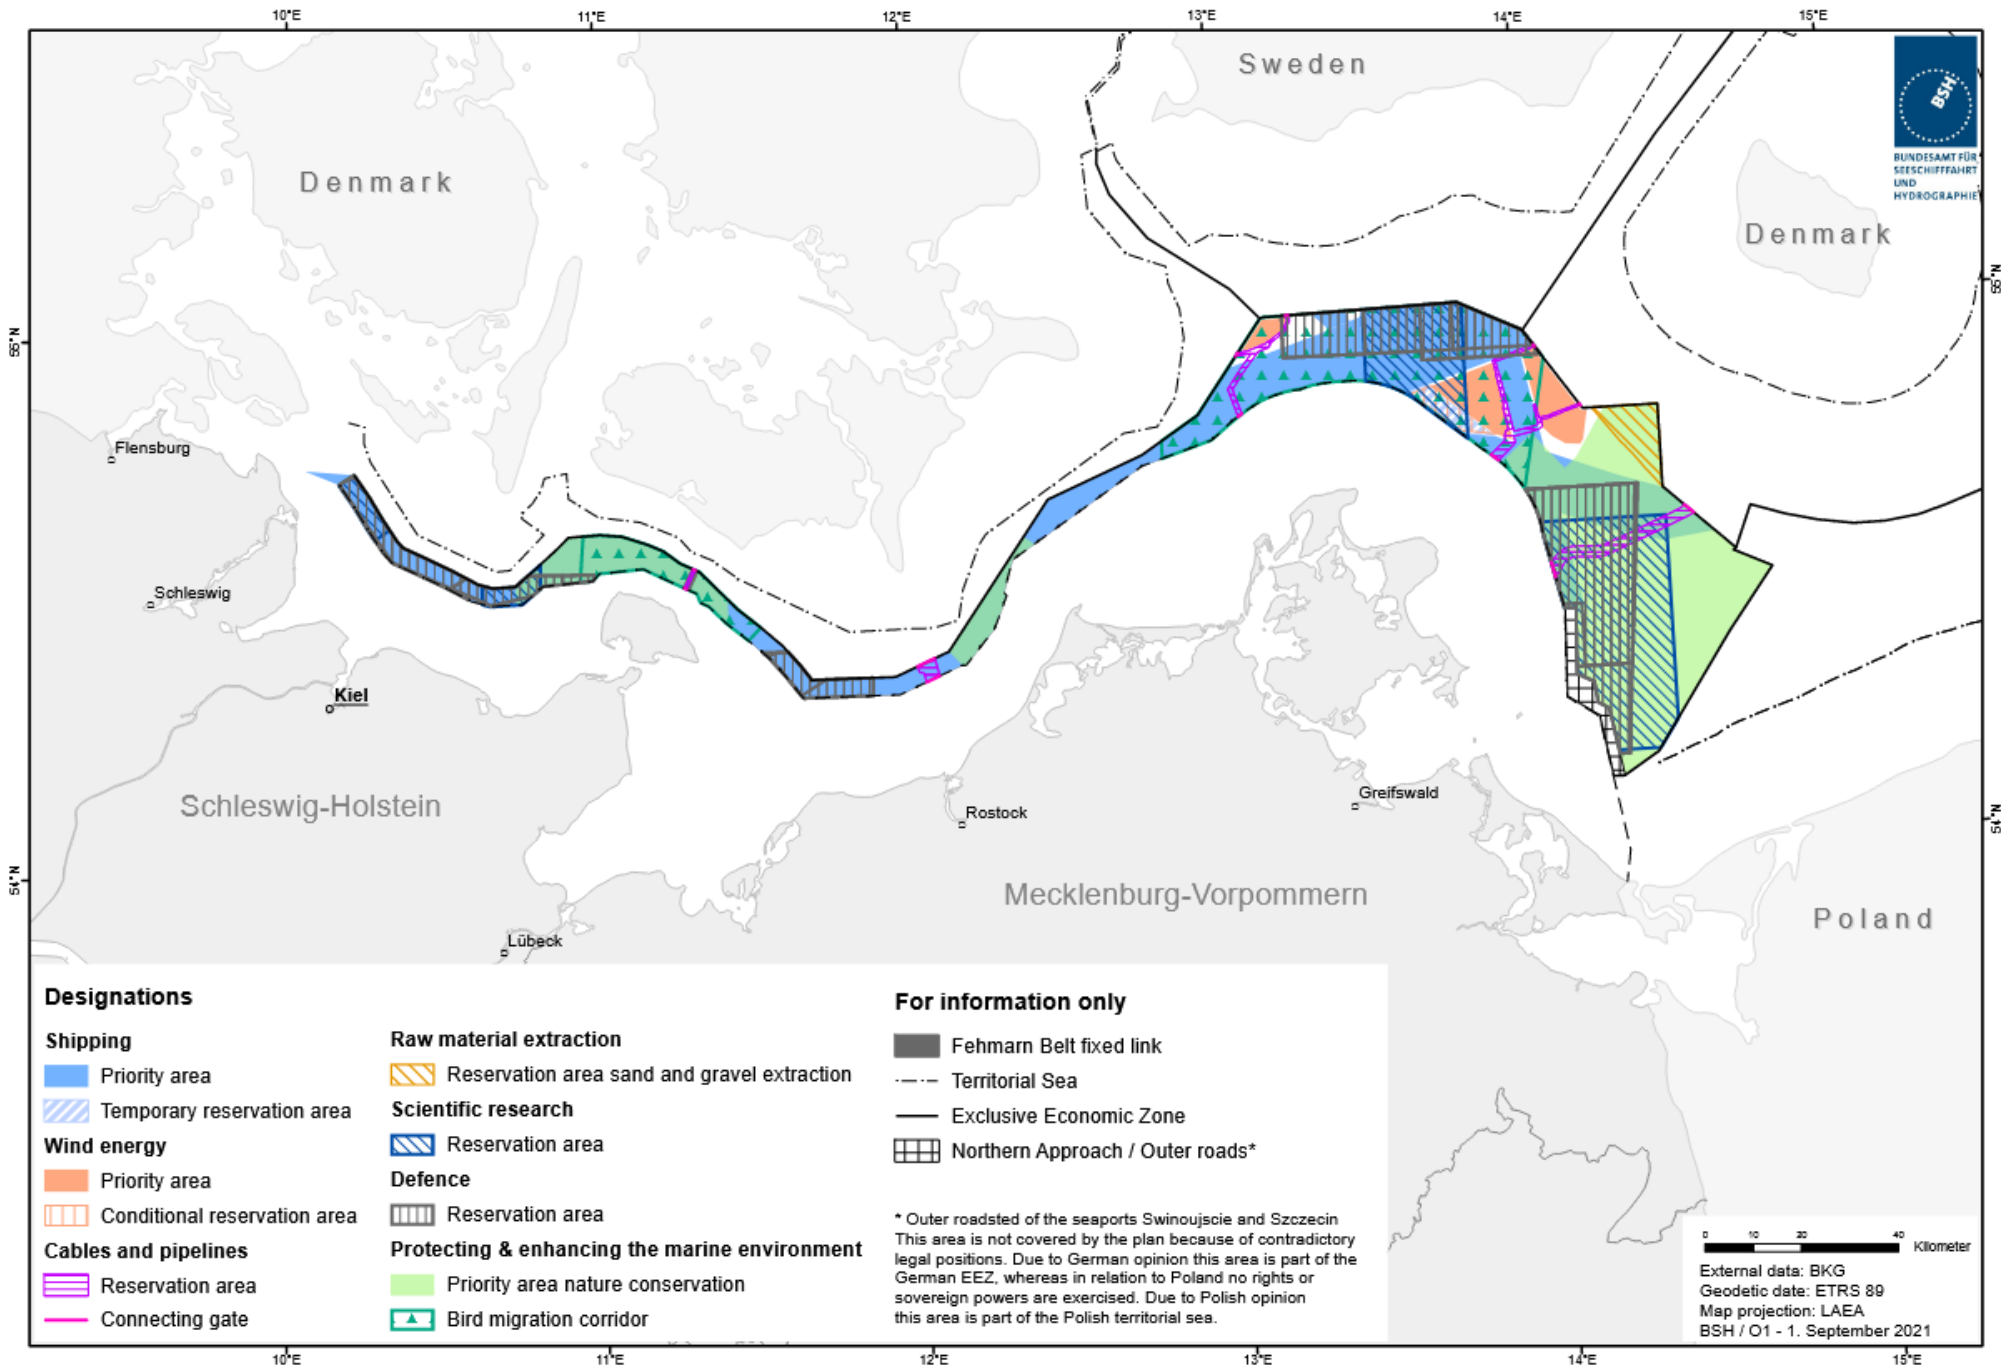 10°E
11°E
12°E
13°E
14°E
15°E
Sweden
BSH
BUNDESAMT FÜR
SEESCHIFFFAHRT
UND
HYDROGRAPHIE
Denmark
Denmark
55°N
55°N
Flensburg
Schleswig
Kiel
Schleswig-Holstein
Rostock
Greifswald
54°N
54°N
Mecklenburg-Vorpommern
Poland
Lübeck
Designations
Shipping
Priority area
Temporary reservation area
Wind energy
Priority area
Conditional reservation area
Cables and pipelines
Reservation area
Connecting gate
Raw material extraction
Reservation area sand and gravel extraction
Scientific research
Reservation area
Defence
Reservation area
Protecting & enhancing the marine environment
Priority area nature conservation
Bird migration corridor
For information only
Fehmarn Belt fixed link
Territorial Sea
Exclusive Economic Zone
Northern Approach / Outer roads*
* Outer roadsted of the seaports Swinoujscie and Szczecin
This area is not covered by the plan because of contradictory
legal positions. Due to German opinion this area is part of the
German EEZ, whereas in relation to Poland no rights or
sovereign powers are exercised. Due to Polish opinion
this area is part of the Polish territorial sea.
0 10 20 40
Kilometer
External data: BKG
Geodetic date: ETRS 89
Map projection: LAEA
BSH / O1 - 1. September 2021
10°E
11°E
12°E
13°E
14°E
15°E